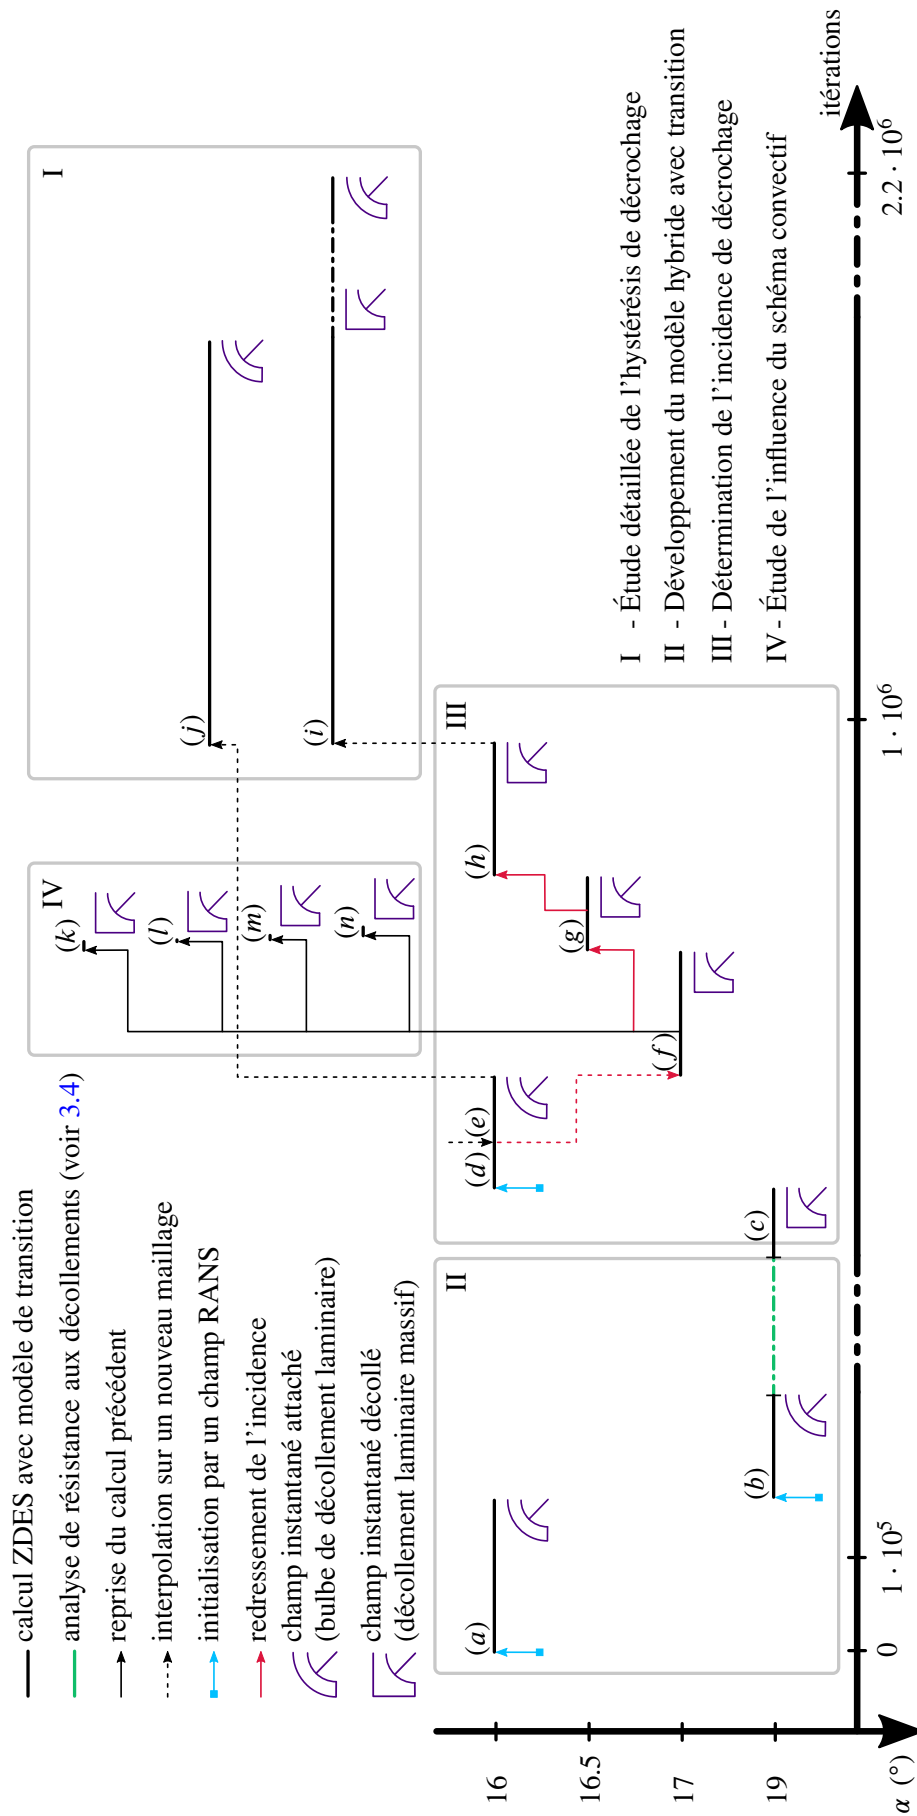 calcul ZDES avec modèle de transition
analyse de résistance aux décollements (voir 3.4)
reprise du calcul précédent
interpolation sur un nouveau maillage
initialisation par un champ RANS
redressement de l'incidence
champ instantané attaché
(bulbe de décollement laminaire)
champ instantané décollé
(décollement laminaire massif)
IV
(k)
(l)
(m)
(n)
I
(j)
(i)
II
(a)
(b)
III
(d)
(e)
(c)
(f)
(g)
(h)
I - Étude détaillée de l'hystérésis de décrochage
II - Développement du modèle hybride avec transition
III - Détermination de l'incidence de décrochage
IV - Étude de l'influence du schéma convectif
16
16.5
17
19
α (°)
0
1 · 10⁵
1 · 10⁶
2.2 · 10⁶
itérations